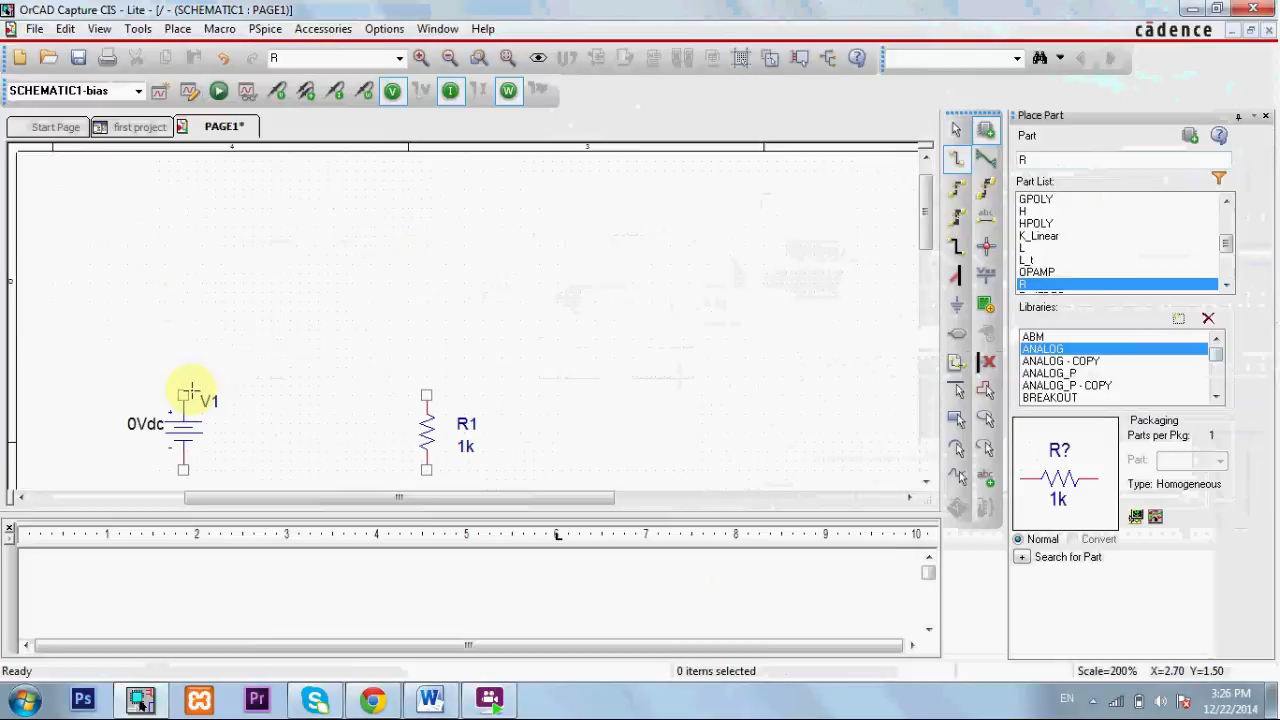 OrCAD Capture CIS - Lite - [/ - (SCHEMATIC1 : PAGE1)]
File Edit View Tools Place Macro PSpice Accessories Options Window Help
cādence
R
SCHEMATIC1-bias
Start Page
first project
PAGE1*
4
3
V1
0Vdc
R1
1k
1 2 3 4 5 6 7 8 9 10
Place Part
Part
R
Part List:
GPOLY
H
HPOLY
K_Linear
L
L_t
OPAMP
R
Libraries:
ABM
ANALOG
ANALOG - COPY
ANALOG_P
ANALOG_P - COPY
BREAKOUT
R?
1k
Packaging
Parts per Pkg: 1
Part:
Type: Homogeneous
Normal
Convert
Search for Part
Ready
0 items selected
Scale=200% X=2.70 Y=1.50
EN
3:26 PM
12/22/2014